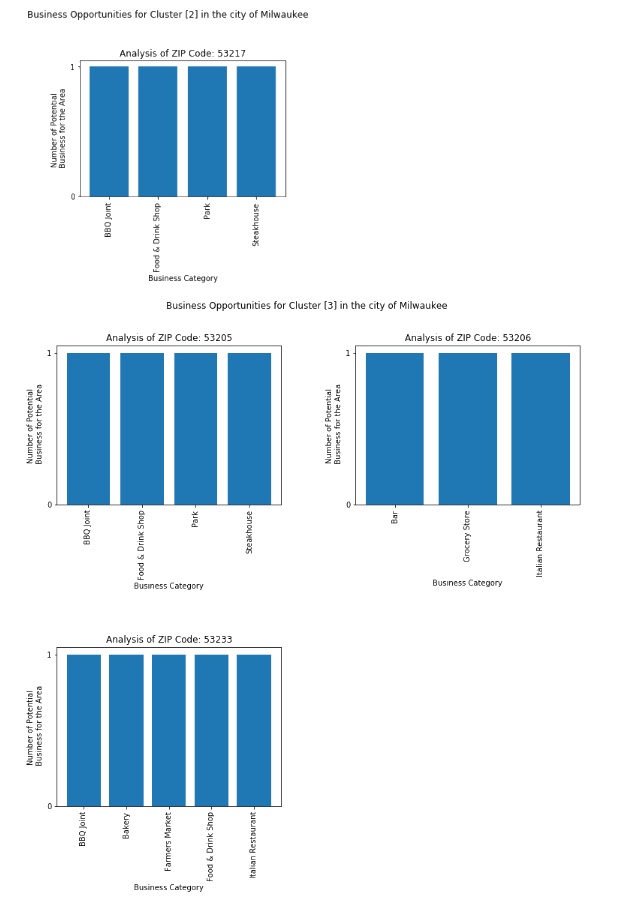 Business Opportunities for Cluster [2] in the city of Milwaukee
Analysis of ZIP Code: 53217
Number of Potential
Business for the Area
1
0
BBQ Joint
Food & Drink Shop
Park
Steakhouse
Business Category
Business Opportunities for Cluster [3] in the city of Milwaukee
Analysis of ZIP Code: 53205
Number of Potential
Business for the Area
1
0
BBQ Joint
Food & Drink Shop
Park
Steakhouse
Business Category
Analysis of ZIP Code: 53206
Number of Potential
Business for the Area
1
0
Bar
Grocery Store
Italian Restaurant
Business Category
Analysis of ZIP Code: 53233
Number of Potential
Business for the Area
1
0
BBQ Joint
Bakery
Farmers Market
Food & Drink Shop
Italian Restaurant
Business Category